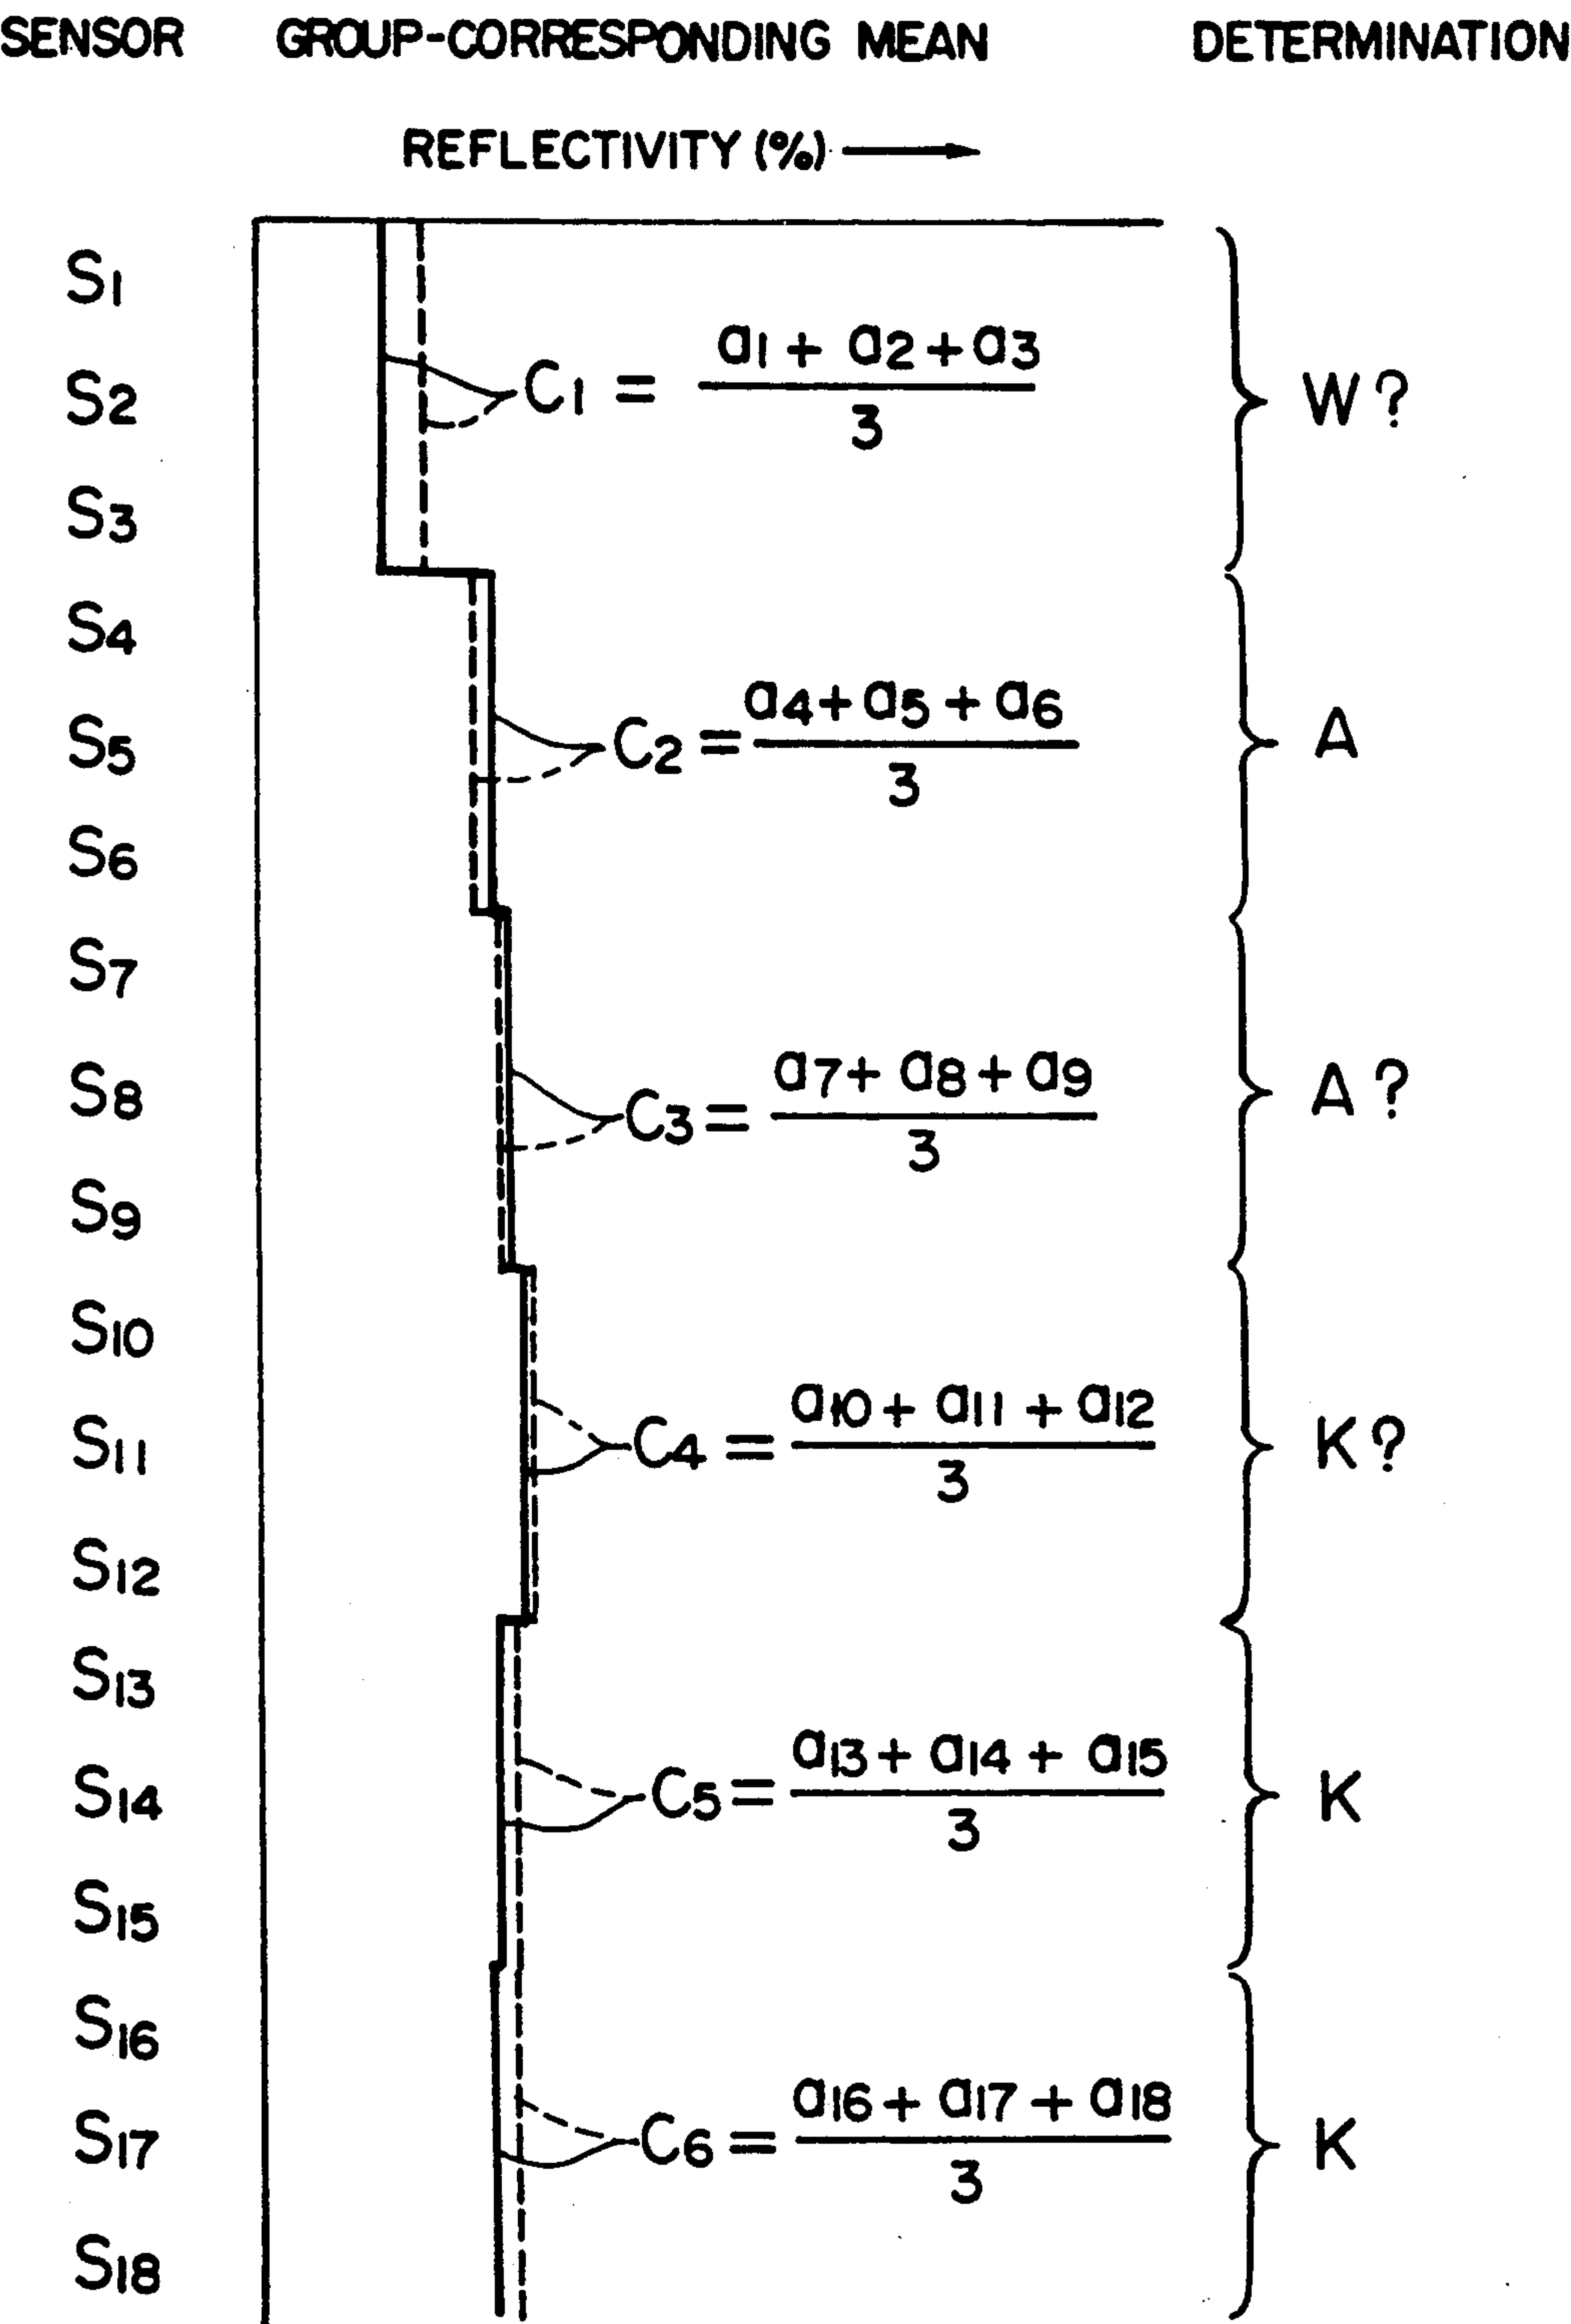 SENSOR GROUP-CORRESPONDING MEAN DETERMINATION
REFLECTIVITY (%)
S1
S2 C1 = a1 + a2 + a3 / 3 W?
S3
S4
S5 C2 = a4 + a5 + a6 / 3 A
S6
S7
S8 C3 = a7 + a8 + a9 / 3 A?
S9
S10
S11 C4 = a10 + a11 + a12 / 3 K?
S12
S13
S14 C5 = a13 + a14 + a15 / 3 K
S15
S16
S17 C6 = a16 + a17 + a18 / 3 K
S18